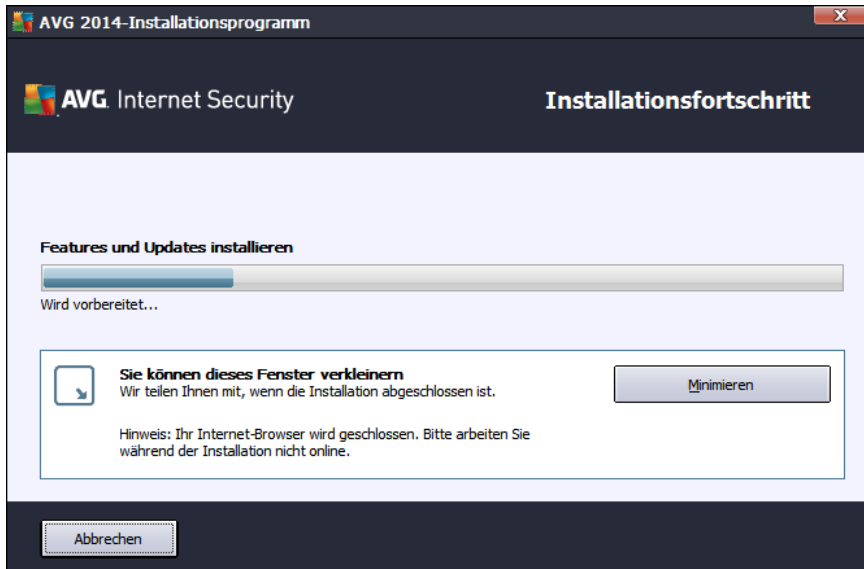 AVG 2014-Installationsprogramm
AVG. Internet Security
Installationsfortschritt
Features und Updates installieren
Wird vorbereitet...
Sie können dieses Fenster verkleinern
Wir teilen Ihnen mit, wenn die Installation abgeschlossen ist.
Minimieren
Hinweis: Ihr Internet-Browser wird geschlossen. Bitte arbeiten Sie
während der Installation nicht online.
Abbrechen